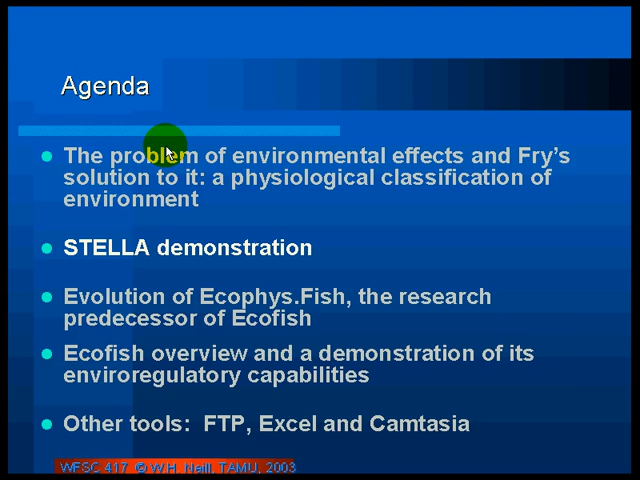 Agenda
The problem of environmental effects and Fry's
solution to it: a physiological classification of
environment
STELLA demonstration
Evolution of Ecophys.Fish, the research
predecessor of Ecofish
Ecofish overview and a demonstration of its
enviroregulatory capabilities
Other tools:  FTP, Excel and Camtasia
WFSC 417 © W.H. Neill, TAMU, 2003